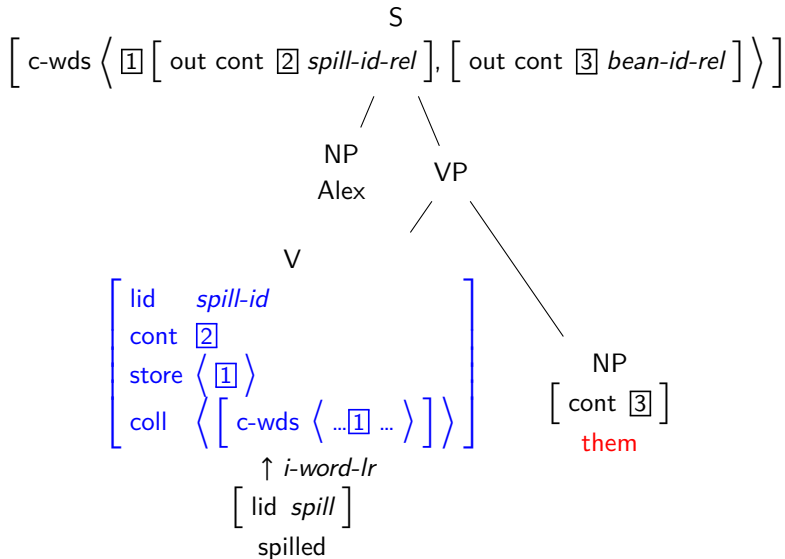 S
[ c-wds ⟨ 1 [ out cont 2 spill-id-rel ], [ out cont 3 bean-id-rel ] ⟩ ]
NP
Alex
VP
V
lid spill-id
cont 2
store ⟨ 1 ⟩
coll ⟨ [ c-wds ⟨ ...1 ... ⟩ ] ⟩
NP
[ cont 3 ]
them
↑ i-word-lr
[ lid spill ]
spilled